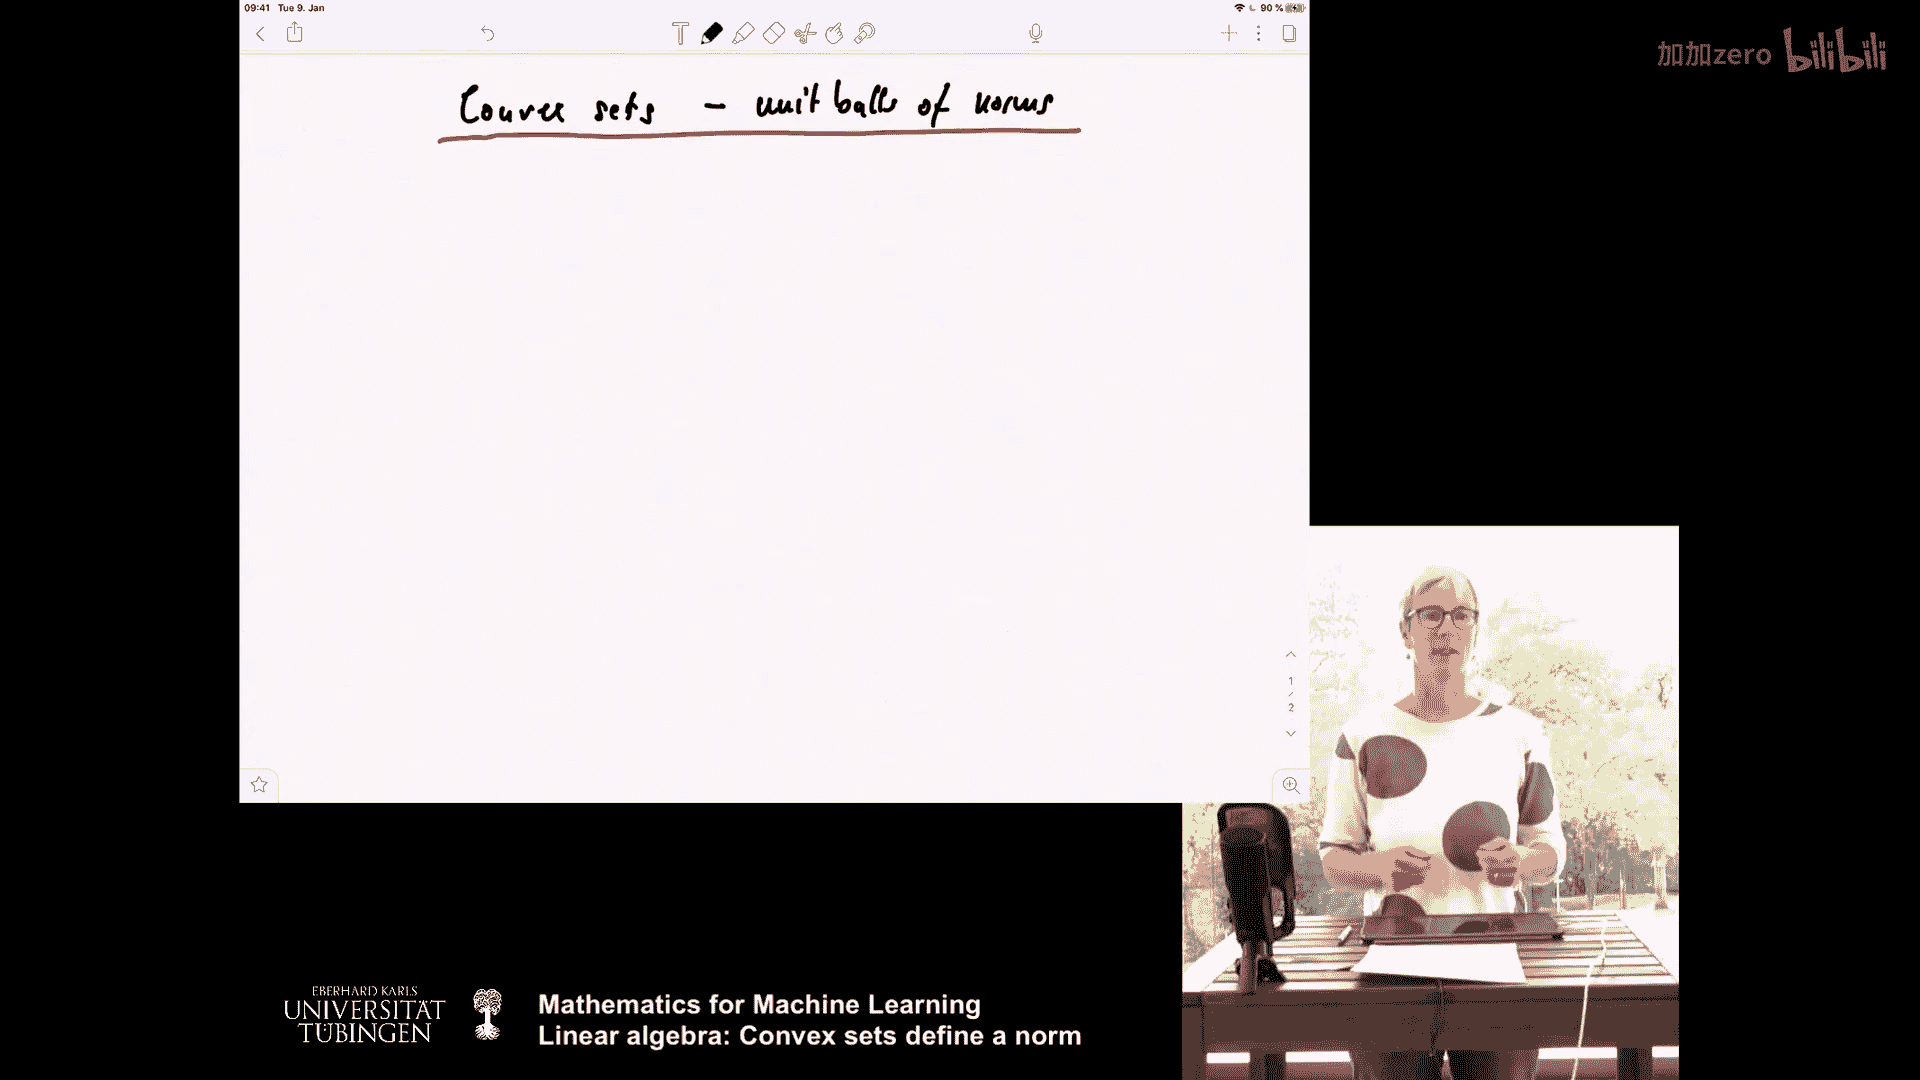 09:41 Tue 9. Jan
90 %
加加zero bilibili
Convex sets – unit balls of norms
1
/
2
EBERHARD KARLS
UNIVERSITÄT
TÜBINGEN
Mathematics for Machine Learning
Linear algebra: Convex sets define a norm